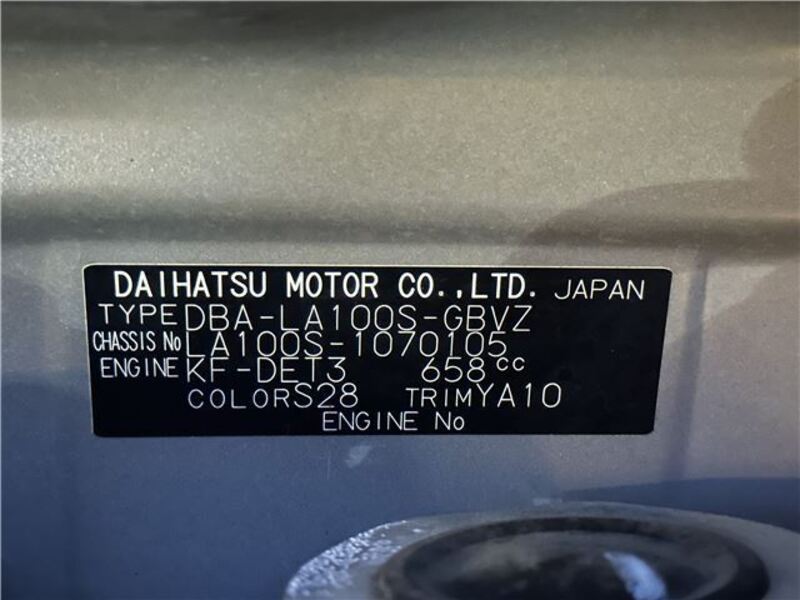 DAIHATSU MOTOR CO.,LTD. JAPAN
TYPE DBA-LA100S-GBVZ
CHASSIS No LA100S-1070105
ENGINE KF-DET3 658cc
COLOR S28 TRIM YA10
ENGINE No